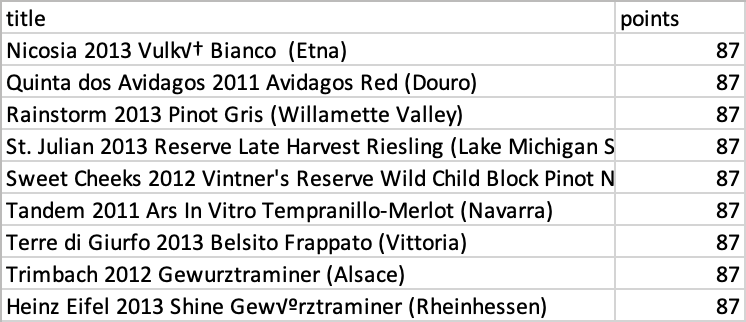 title points
Nicosia 2013 Vulk√† Bianco  (Etna) 87
Quinta dos Avidagos 2011 Avidagos Red (Douro) 87
Rainstorm 2013 Pinot Gris (Willamette Valley) 87
St. Julian 2013 Reserve Late Harvest Riesling (Lake Michigan S 87
Sweet Cheeks 2012 Vintner's Reserve Wild Child Block Pinot N 87
Tandem 2011 Ars In Vitro Tempranillo-Merlot (Navarra) 87
Terre di Giurfo 2013 Belsito Frappato (Vittoria) 87
Trimbach 2012 Gewurztraminer (Alsace) 87
Heinz Eifel 2013 Shine Gew√ºrztraminer (Rheinhessen) 87